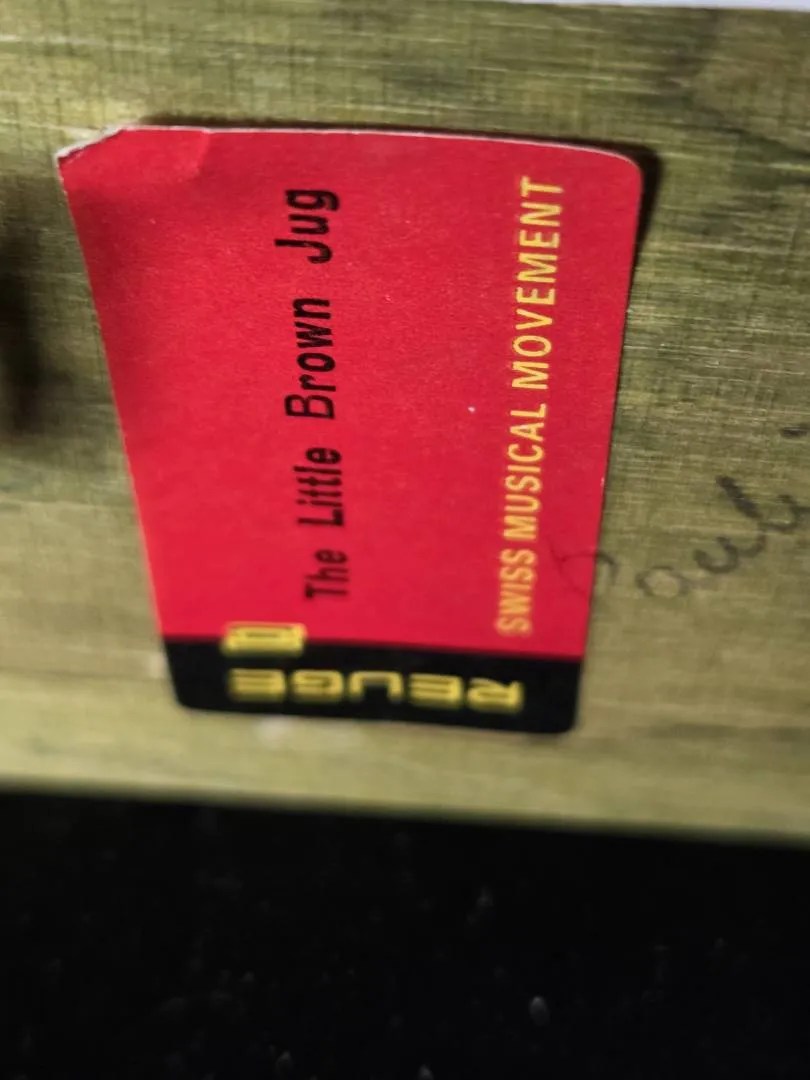 REUGE
The Little Brown Jug
SWISS MUSICAL MOVEMENT